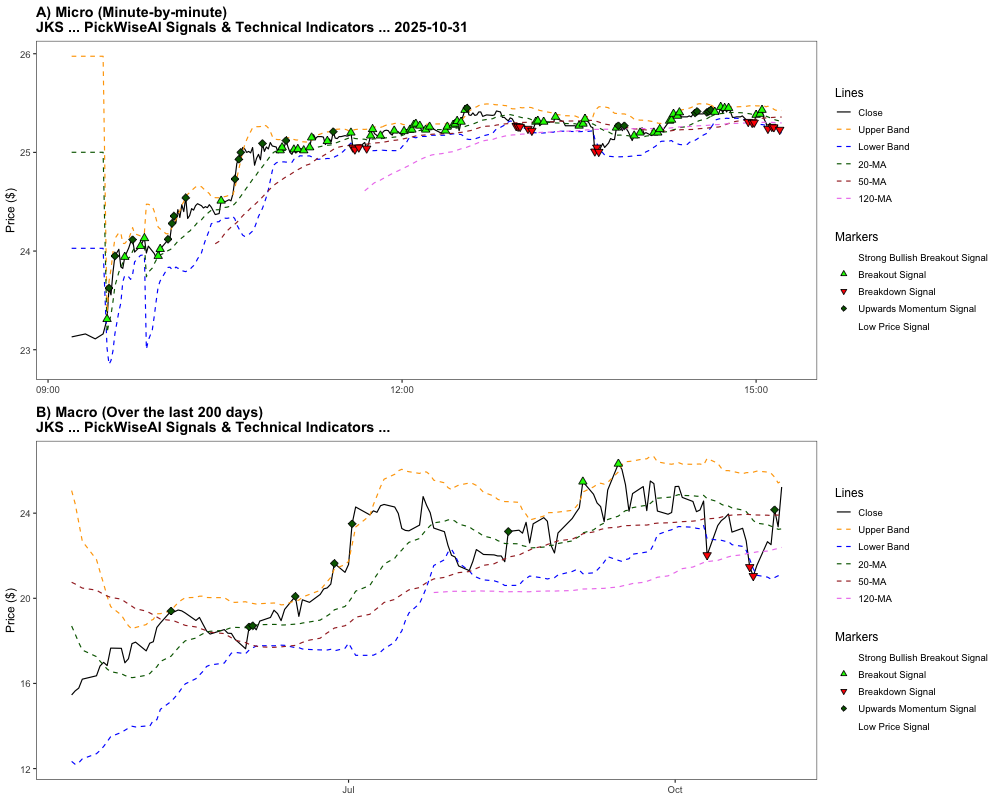 A) Micro (Minute-by-minute)
JKS ... PickWiseAI Signals & Technical Indicators ... 2025-10-31
26
25
24
23
Price ($)
09:00
12:00
15:00
Lines
Close
Upper Band
Lower Band
20-MA
50-MA
120-MA
Markers
Strong Bullish Breakout Signal
Breakout Signal
Breakdown Signal
Upwards Momentum Signal
Low Price Signal
B) Macro (Over the last 200 days)
JKS ... PickWiseAI Signals & Technical Indicators ...
24
20
16
12
Price ($)
Jul
Oct
Lines
Close
Upper Band
Lower Band
20-MA
50-MA
120-MA
Markers
Strong Bullish Breakout Signal
Breakout Signal
Breakdown Signal
Upwards Momentum Signal
Low Price Signal